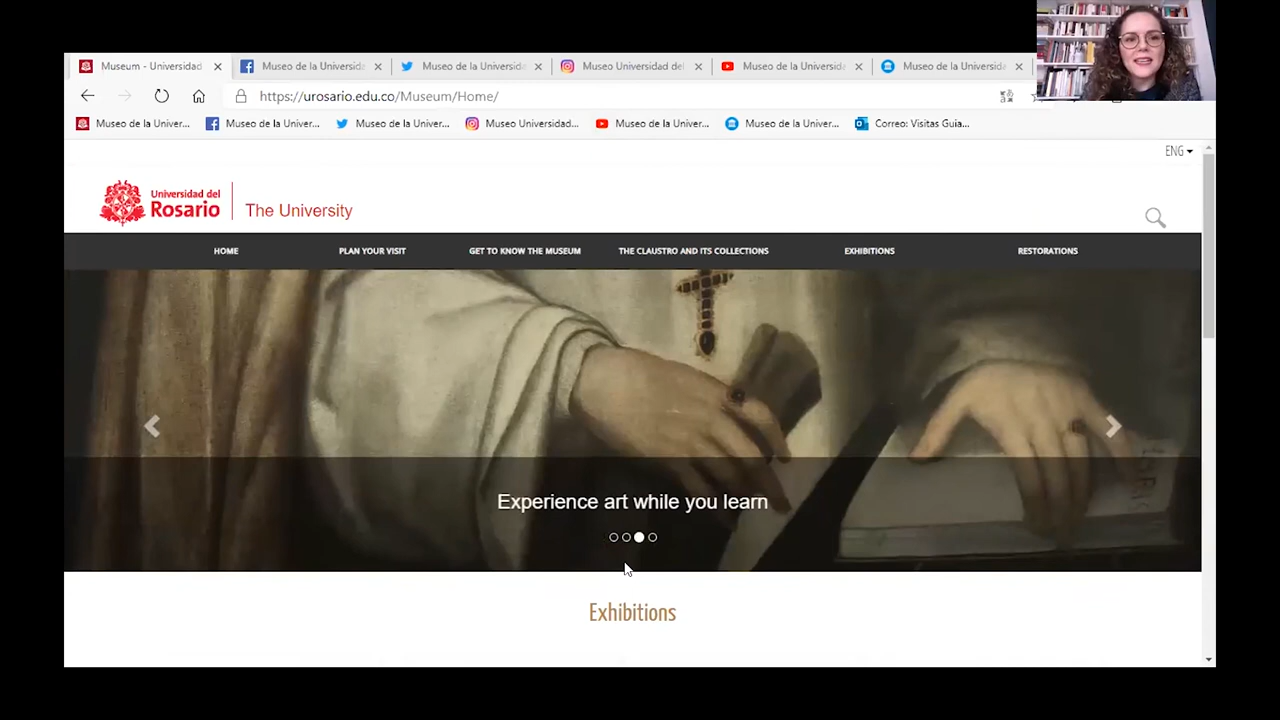 Museum - Universidad
Museo de la Universida
Museo de la Universida
Museo Universidad del
Museo de la Universida
Museo de la Universida
https://urosario.edu.co/Museum/Home/
Museo de la Univer...
Museo de la Univer...
Museo de la Univer...
Museo Universidad...
Museo de la Univer...
Museo de la Univer...
Correo: Visitas Guia...
ENG
Universidad del
Rosario
The University
HOME
PLAN YOUR VISIT
GET TO KNOW THE MUSEUM
THE CLAUSTRO AND ITS COLLECTIONS
EXHIBITIONS
RESTORATIONS
Experience art while you learn
Exhibitions